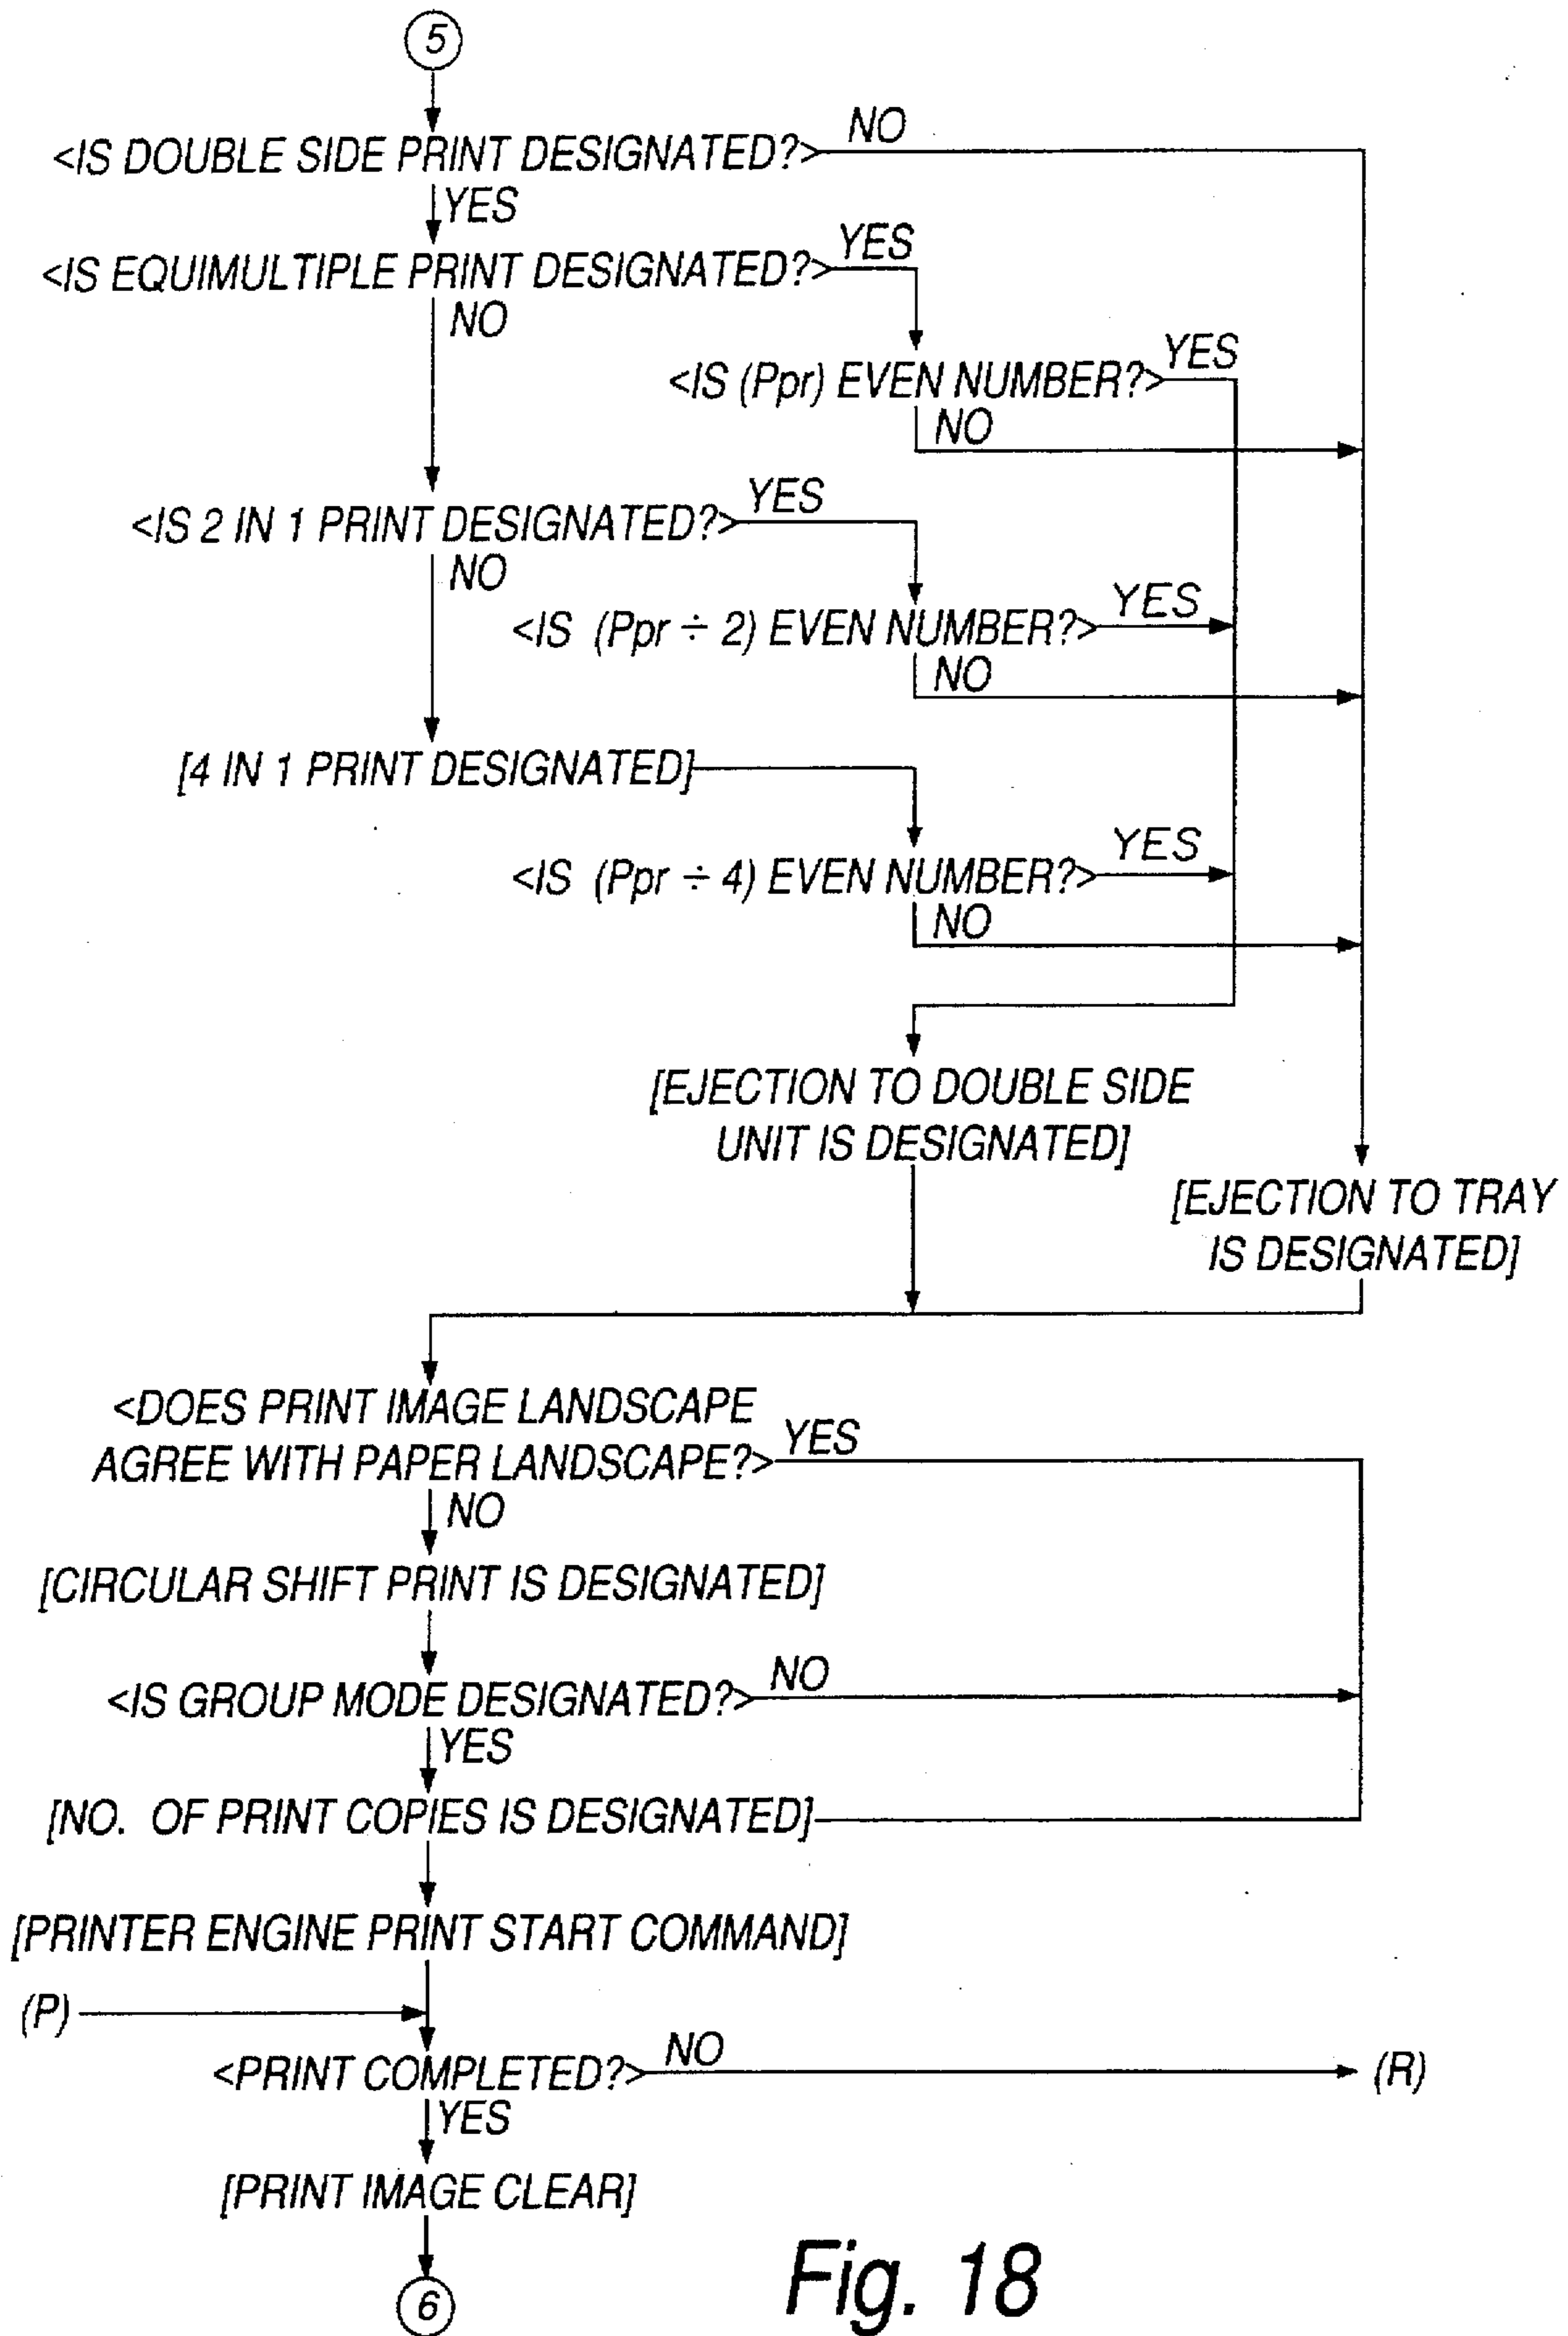 5
<IS DOUBLE SIDE PRINT DESIGNATED?> NO
YES
<IS EQUIMULTIPLE PRINT DESIGNATED?> YES
NO
<IS (Ppr) EVEN NUMBER?> YES
NO
<IS 2 IN 1 PRINT DESIGNATED?> YES
NO
<IS (Ppr ÷ 2) EVEN NUMBER?> YES
NO
[4 IN 1 PRINT DESIGNATED]
<IS (Ppr ÷ 4) EVEN NUMBER?> YES
NO
[EJECTION TO DOUBLE SIDE
UNIT IS DESIGNATED]
[EJECTION TO TRAY
IS DESIGNATED]
<DOES PRINT IMAGE LANDSCAPE
AGREE WITH PAPER LANDSCAPE?> YES
NO
[CIRCULAR SHIFT PRINT IS DESIGNATED]
<IS GROUP MODE DESIGNATED?> NO
YES
[NO. OF PRINT COPIES IS DESIGNATED]
[PRINTER ENGINE PRINT START COMMAND]
(P)
<PRINT COMPLETED?> NO (R)
YES
[PRINT IMAGE CLEAR]
6
Fig. 18